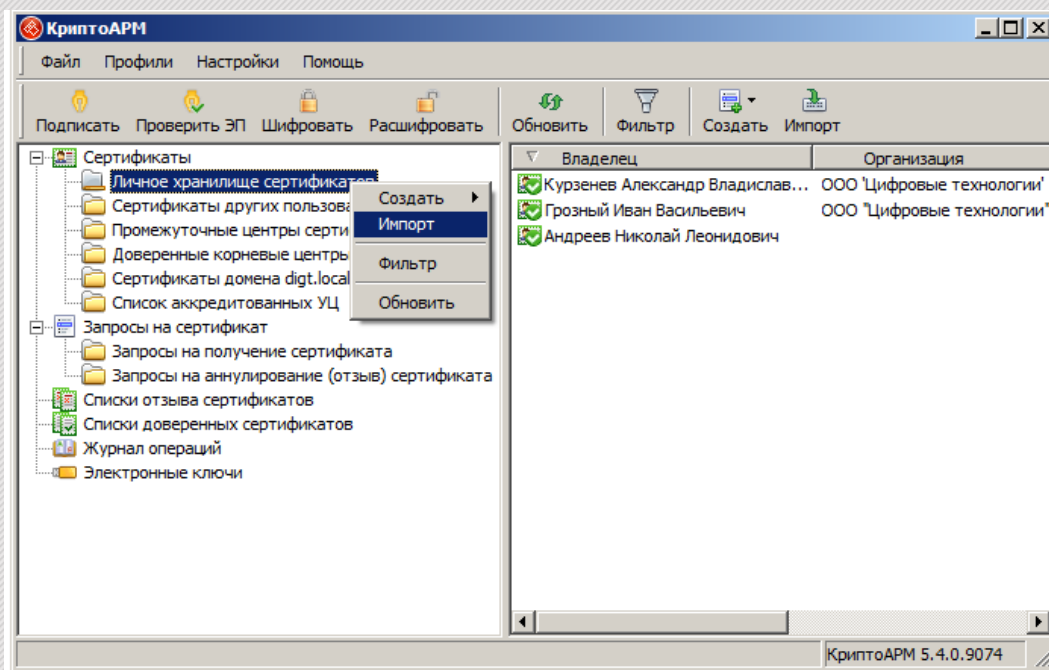 КриптоАРМ
Файл Профили Настройки Помощь
Подписать Проверить ЭП Шифровать Расшифровать Обновить Фильтр Создать Импорт
Сертификаты
Личное хранилище сертификатов
Сертификаты других
Промежуточные центры
Доверенные корневые центры
Сертификаты домена digt.local
Список аккредитованных УЦ
Запросы на сертификат
Запросы на получение сертификата
Запросы на аннулирование (отзыв) сертификата
Списки отзыва сертификатов
Списки доверенных сертификатов
Журнал операций
Электронные ключи
Создать
Импорт
Фильтр
Обновить
Владелец Организация
Курзенев Александр Владислав... ООО "Цифровые технологии"
Грозный Иван Васильевич ООО "Цифровые технологии"
Андреев Николай Леонидович
КриптоАРМ 5.4.0.9074